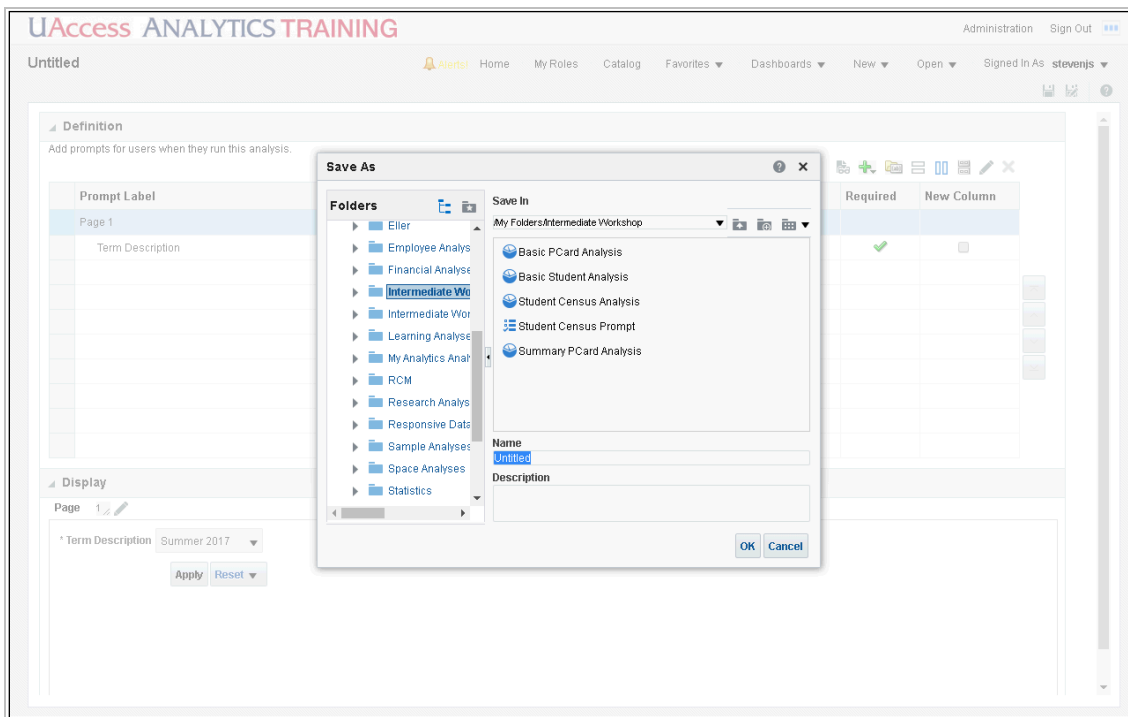 UAccess ANALYTICS TRAINING
Administration Sign Out
Untitled
Alerts! Home My Roles Catalog Favorites Dashboards New Open Signed In As stevenjs
Definition
Add prompts for users when they run this analysis.
Prompt Label Required New Column
Page 1
Term Description
Save As
Folders
Eller
Employee Analys
Financial Analyse
Intermediate Wo
Intermediate Wor
Learning Analyse
My Analytics Anal
RCM
Research Analys
Responsive Data
Sample Analyses
Space Analyses
Statistics
Save In
/My Folders/Intermediate Workshop
Basic PCard Analysis
Basic Student Analysis
Student Census Analysis
Student Census Prompt
Summary PCard Analysis
Name
Untitled
Description
OK Cancel
Display
Page 1
* Term Description Summer 2017
Apply Reset